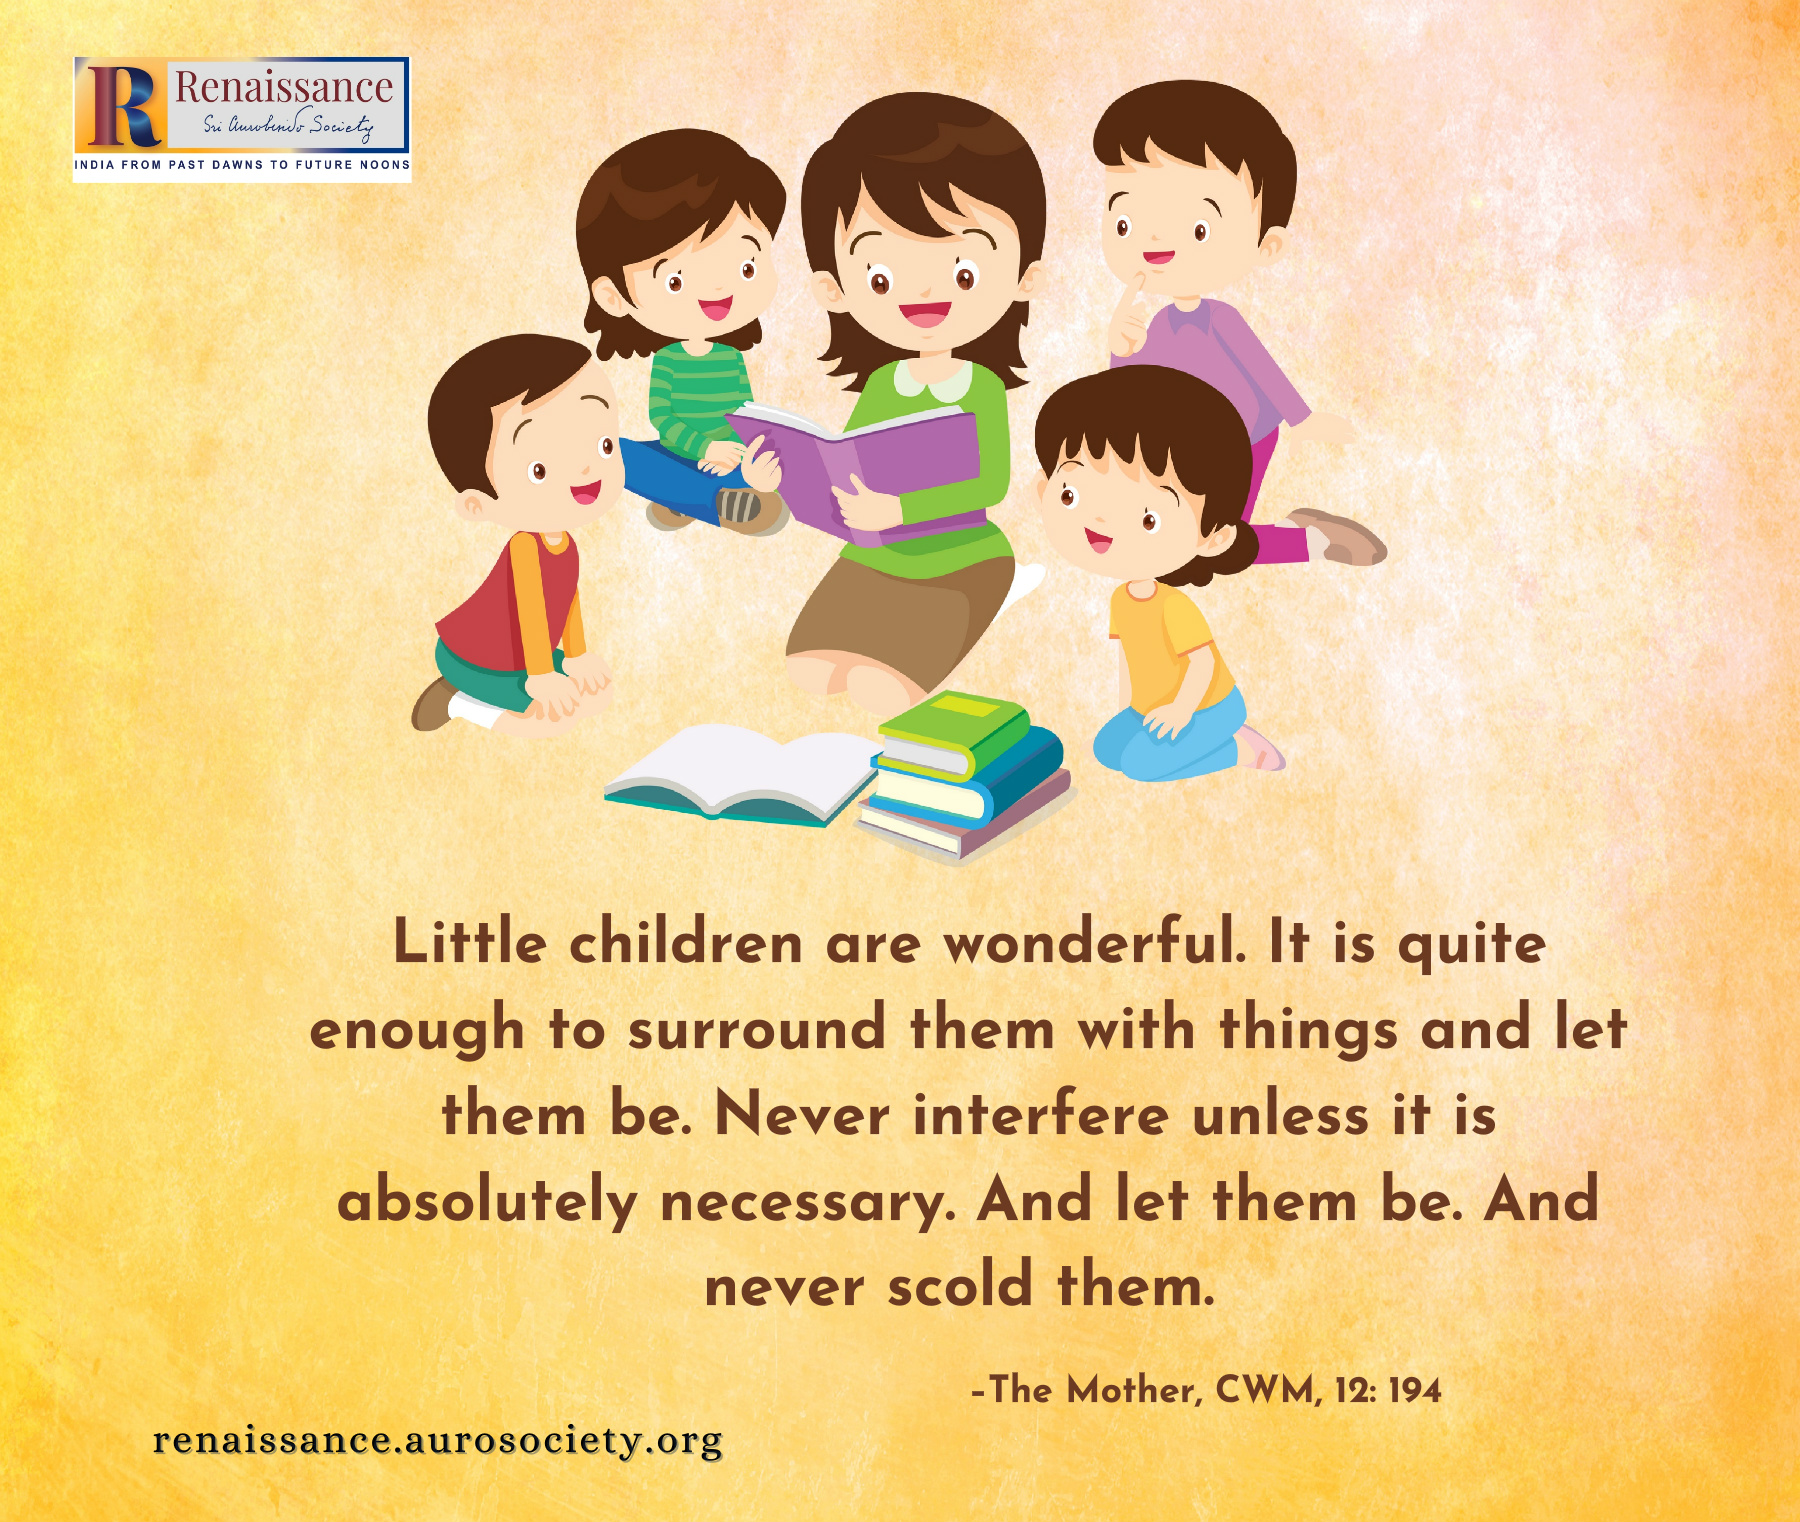 R
Renaissance
Sri Aurobindo Society
INDIA FROM PAST DAWNS TO FUTURE NOONS
Little children are wonderful. It is quite
enough to surround them with things and let
them be. Never interfere unless it is
absolutely necessary. And let them be. And
never scold them.
–The Mother, CWM, 12: 194
renaissance.aurosociety.org